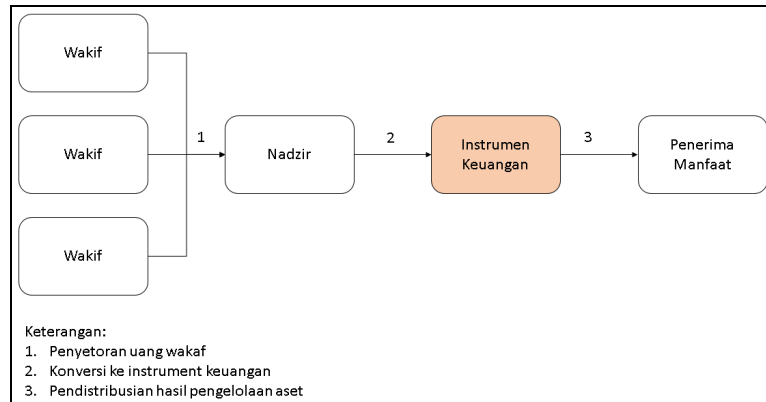 Wakif
Wakif
1
Nadzir
2
Instrumen
Keuangan
3
Penerima
Manfaat
Wakif
Keterangan:
1. Penyetoran uang wakaf
2. Konversi ke instrument keuangan
3. Pendistribusian hasil pengelolaan aset